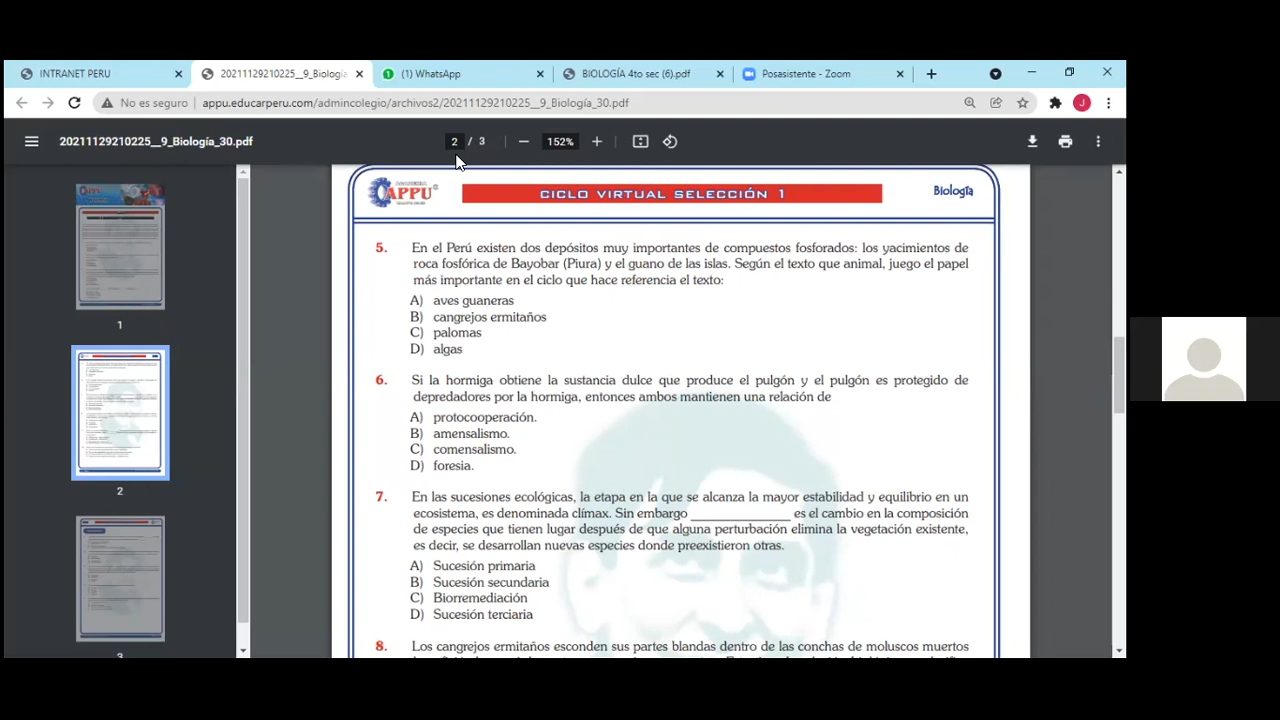 INTRANET PERU
20211129210225__9_Biologia
(1) WhatsApp
BIOLOGÍA 4to sec (6).pdf
Posasistente - Zoom
No es seguro
appu.educarperu.com/admincolegio/archivos2/20211129210225__9_Biología_30.pdf
J
20211129210225__9_Biología_30.pdf
2 / 3
152%
1
2
3
APPU
CICLO VIRTUAL SELECCIÓN 1
Biología
5. En el Perú existen dos depósitos muy importantes de compuestos fosforados: los yacimientos de
roca fosfórica de Bayobar (Piura) y el guano de las islas. Según el texto que animal, juego el papel
más importante en el ciclo que hace referencia el texto:
A) aves guaneras
B) cangrejos ermitaños
C) palomas
D) algas
6. Si la hormiga obtiene la sustancia dulce que produce el pulgón y el pulgón es protegido de
depredadores por la hormiga, entonces ambos mantienen una relación de
A) protocooperación.
B) amensalismo.
C) comensalismo.
D) foresia.
7. En las sucesiones ecológicas, la etapa en la que se alcanza la mayor estabilidad y equilibrio en un
ecosistema, es denominada clímax. Sin embargo ______________ es el cambio en la composición
de especies que tienen lugar después de que alguna perturbación elimina la vegetación existente,
es decir, se desarrollan nuevas especies donde preexistieron otras.
A) Sucesión primaria
B) Sucesión secundaria
C) Biorremediación
D) Sucesión terciaria
8. Los cangrejos ermitaños esconden sus partes blandas dentro de las conchas de moluscos muertos